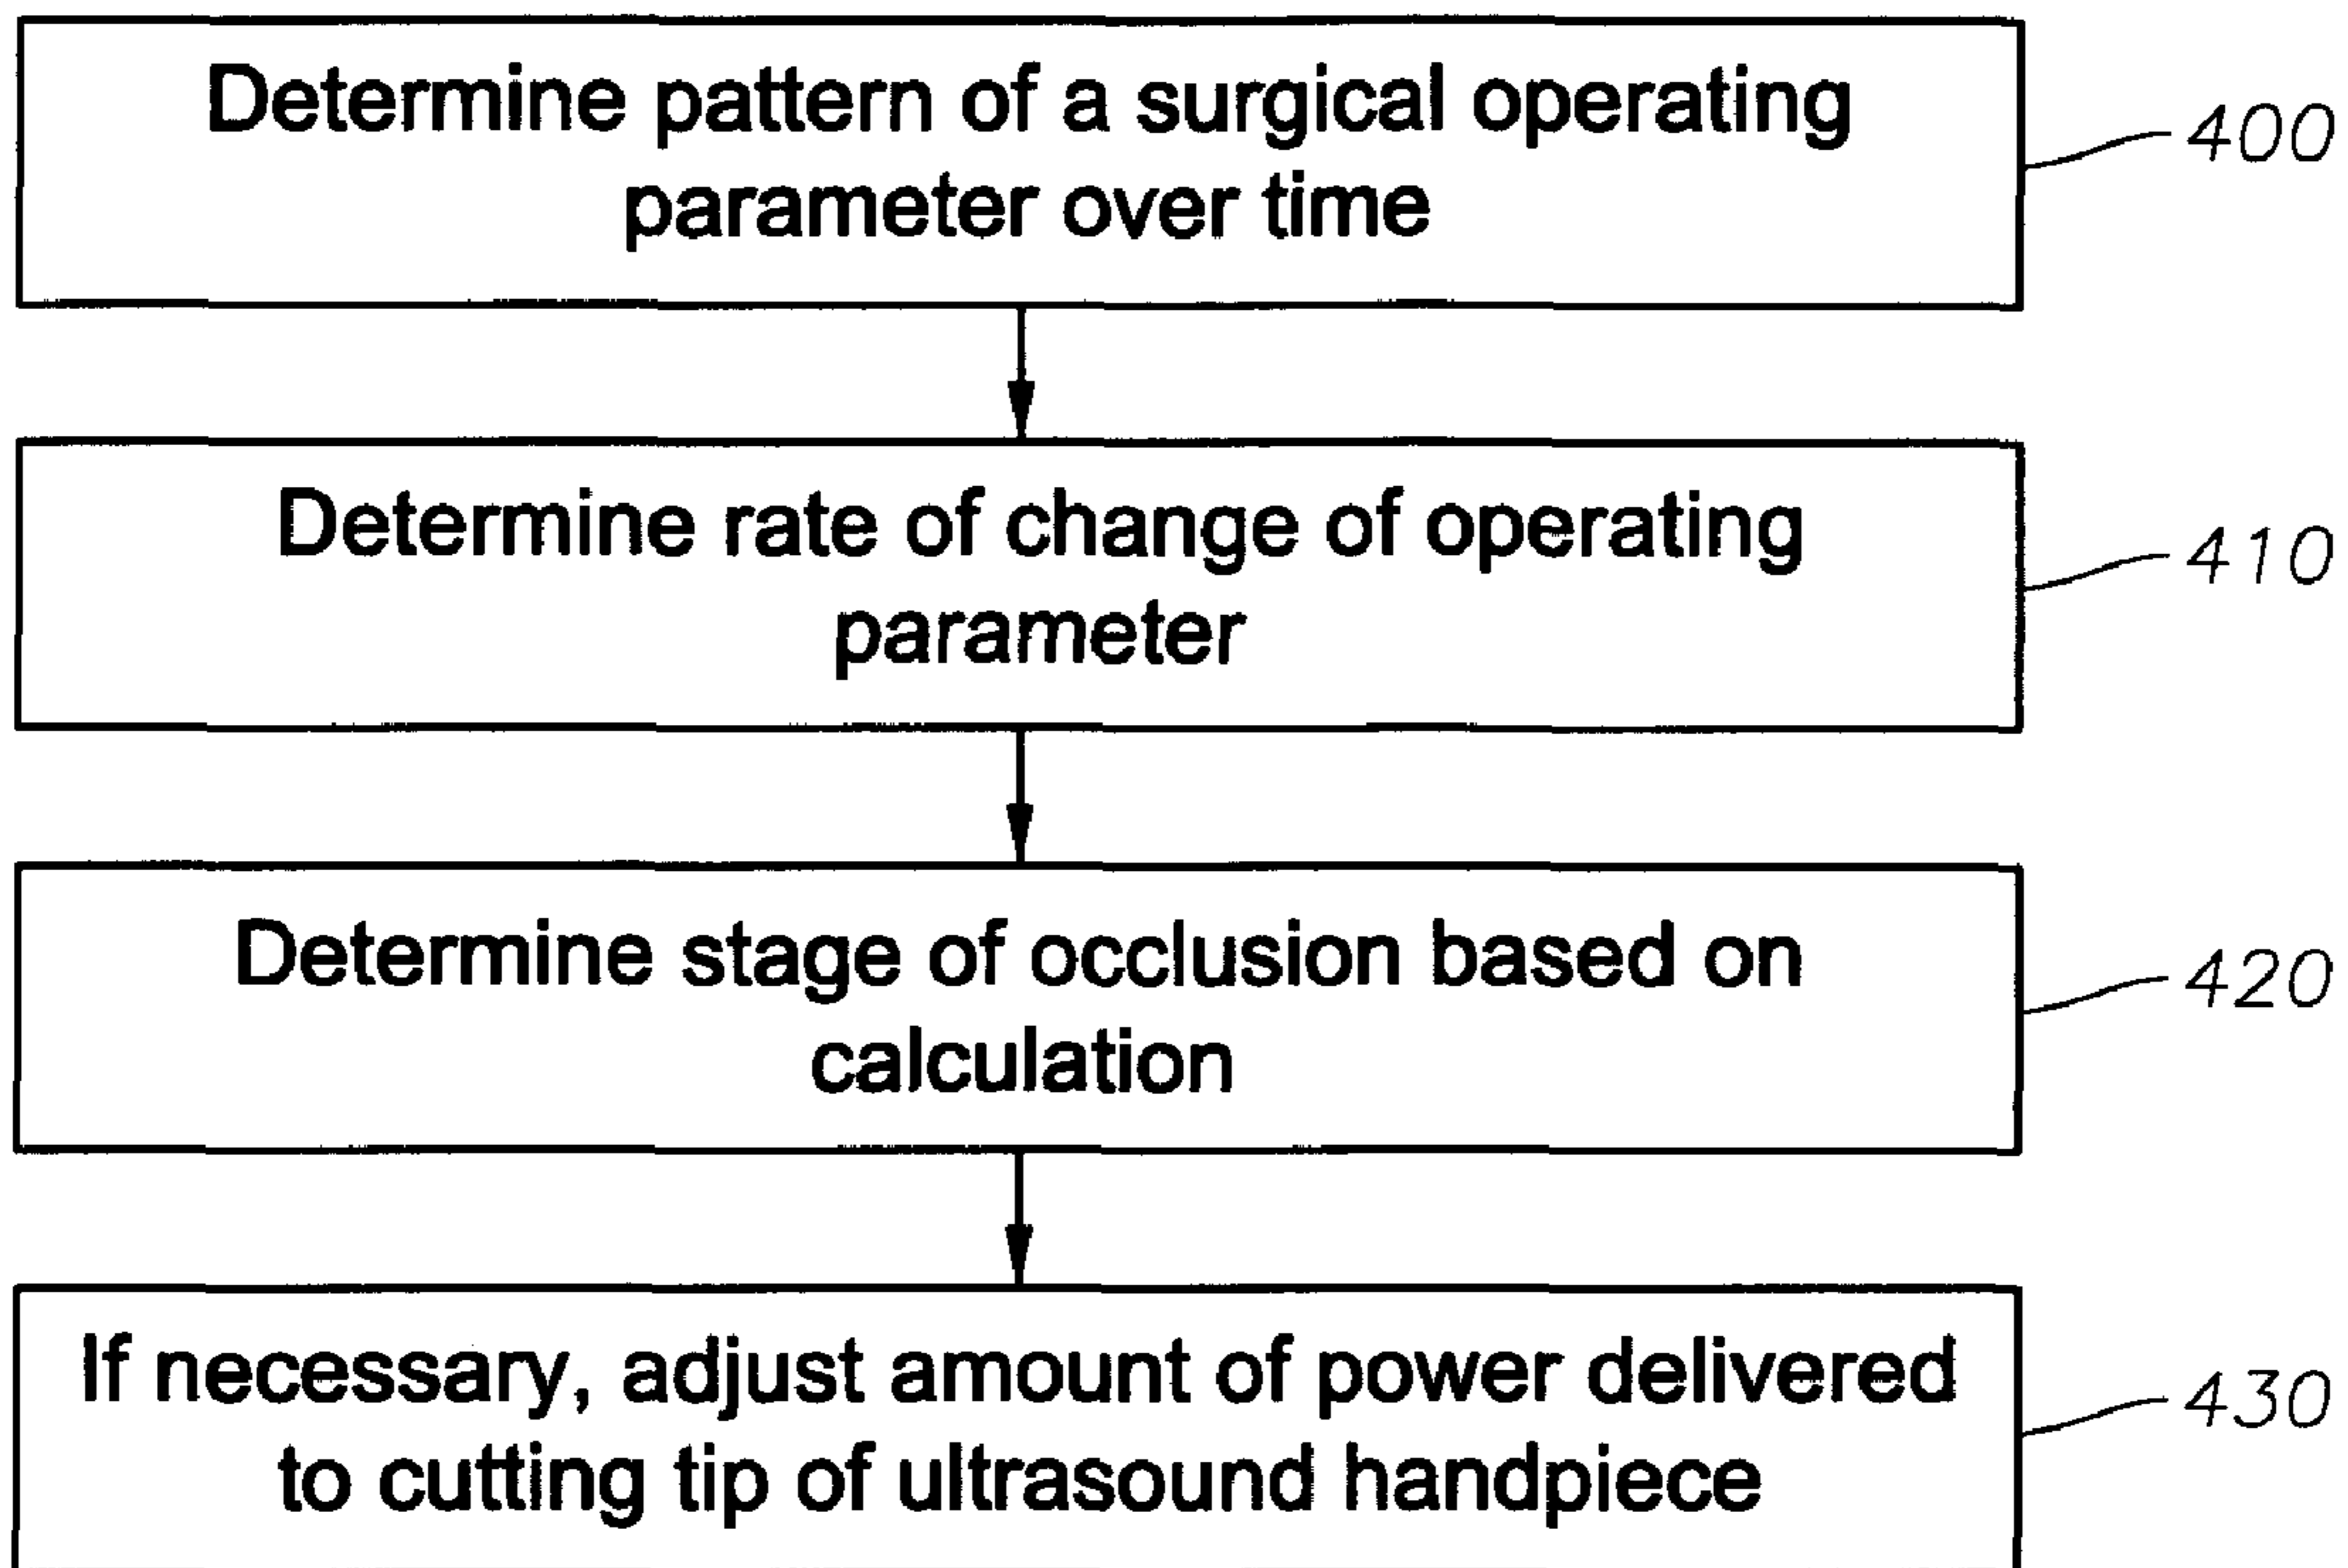 Determine pattern of a surgical operating
parameter over time
400
Determine rate of change of operating
parameter
410
Determine stage of occlusion based on
calculation
420
If necessary, adjust amount of power delivered
to cutting tip of ultrasound handpiece
430